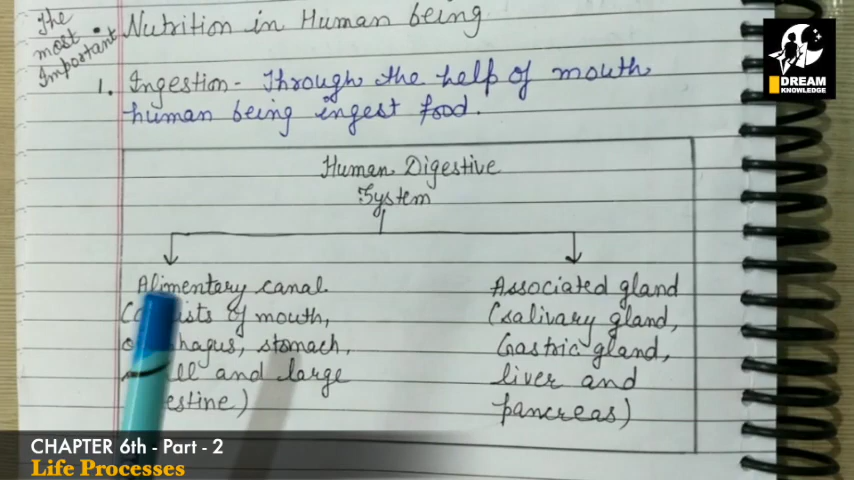 The
most
Important
• Nutrition in Human being
1. Ingestion - Through the help of mouth
human being ingest food.
Human Digestive
System
Alimentary canal
mouth,
stomach,
and large
Associated gland
(salivary gland,
Gastric gland,
liver and
pancreas)
DREAM
KNOWLEDGE
CHAPTER 6th - Part - 2
Life Processes